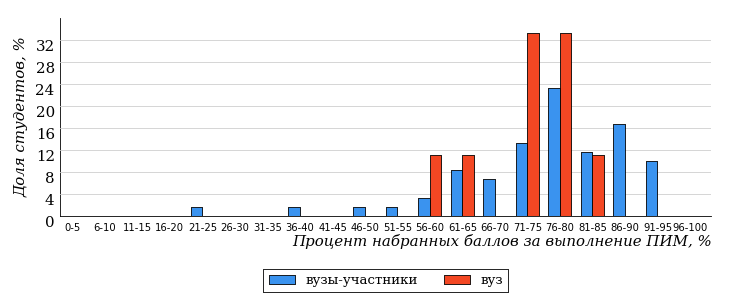 Доля студентов, %
32
28
24
20
16
12
8
4
0
0-5 6-10 11-15 16-20 21-25 26-30 31-35 36-40 41-45 46-50 51-55 56-60 61-65 66-70 71-75 76-80 81-85 86-90 91-95 96-100
Процент набранных баллов за выполнение ПИМ, %
вузы-участники вуз